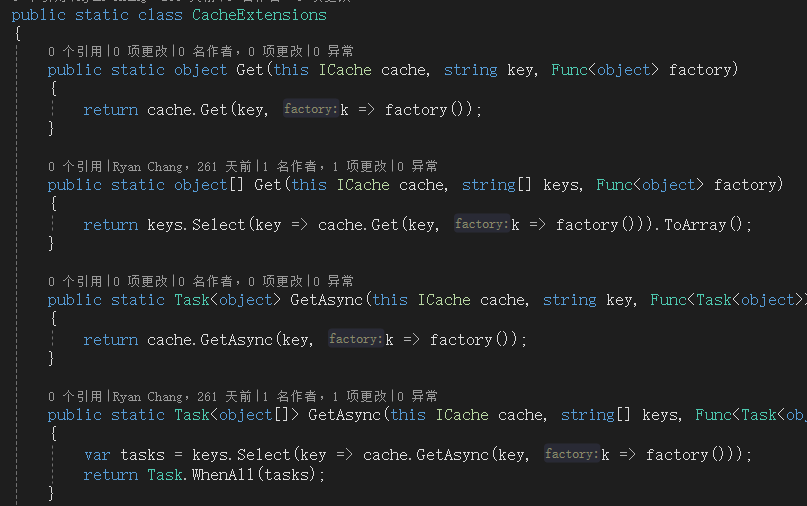 public static class CacheExtensions
{
0 个引用|0 项更改|0 名作者，0 项更改|0 异常
public static object Get(this ICache cache, string key, Func<object> factory)
{
return cache.Get(key, factory:k => factory());
}
0 个引用|Ryan Chang，261 天前|1 名作者，1 项更改|0 异常
public static object[] Get(this ICache cache, string[] keys, Func<object> factory)
{
return keys.Select(key => cache.Get(key, factory:k => factory())).ToArray();
}
0 个引用|0 项更改|0 名作者，0 项更改|0 异常
public static Task<object> GetAsync(this ICache cache, string key, Func<Task<object>>
{
return cache.GetAsync(key, factory:k => factory());
}
0 个引用|Ryan Chang，261 天前|1 名作者，1 项更改|0 异常
public static Task<object[]> GetAsync(this ICache cache, string[] keys, Func<Task<ob
{
var tasks = keys.Select(key => cache.GetAsync(key, factory:k => factory()));
return Task.WhenAll(tasks);
}